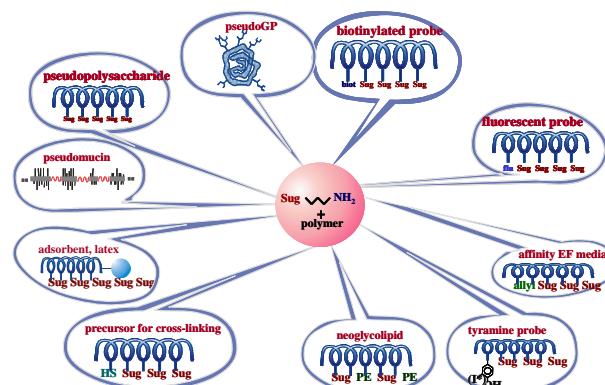 pseudoGP
biotinylated probe
biot Sug Sug Sug Sug
pseudopolysaccharide
Sug Sug Sug Sug Sug
fluorescent probe
flu Sug Sug Sug Sug
pseudomucin
Sug NH2
+
polymer
adsorbent, latex
Sug Sug Sug Sug Sug
affinity EF media
allyl Sug Sug Sug
precursor for cross-linking
HS Sug Sug Sug
neoglycolipid
Sug PE Sug PE
tyramine probe
Sug Sug Sug
OH